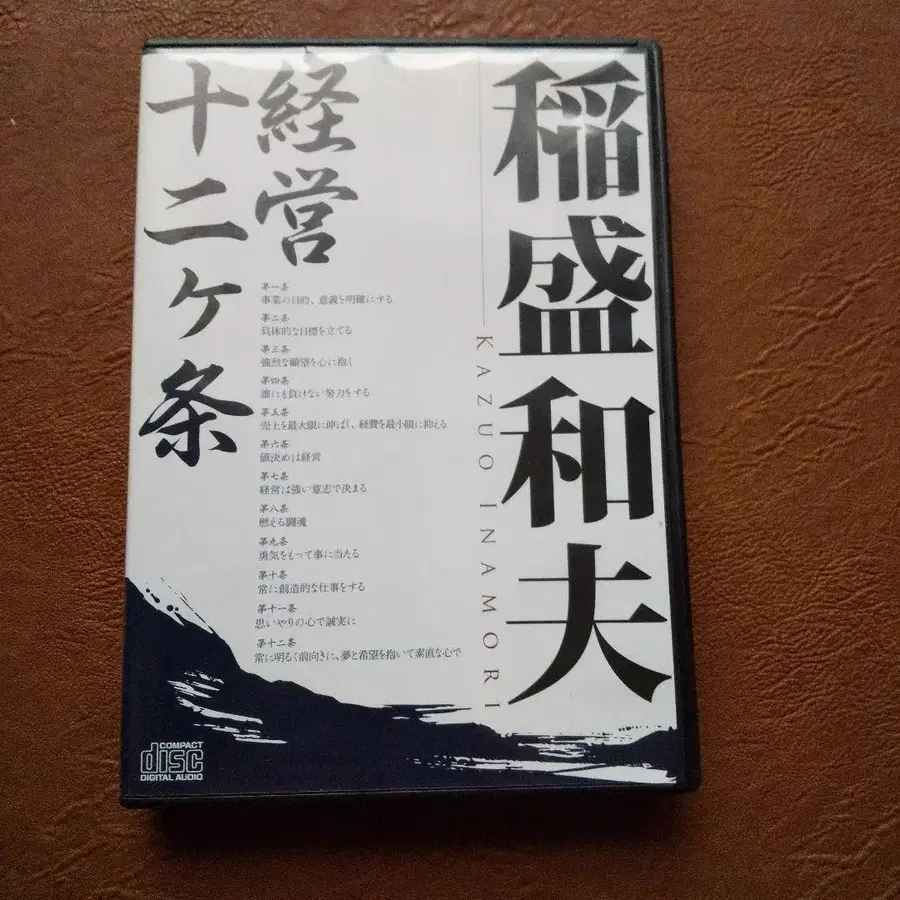 稲盛和夫
KAZUO INAMORI
経営
十二ケ条
第一条
事業の目的、意義を明確にする
第二条
具体的な目標を立てる
第三条
強烈な願望を心に抱く
第四条
誰にも負けない努力をする
第五条
売上を最大限に伸ばし、経費を最小限に抑える
第六条
値決めは経営
第七条
経営は強い意志で決まる
第八条
燃える闘魂
第九条
勇気をもって事に当たる
第十条
常に創造的な仕事をする
第十一条
思いやりの心で誠実に
第十二条
常に明るく前向きに、夢と希望を抱いて素直な心で
COMPACT
disc
DIGITAL AUDIO